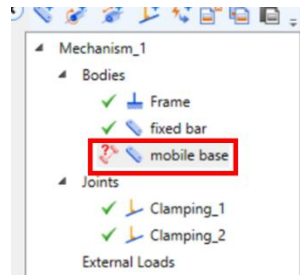 Mechanism_1
Bodies
Frame
fixed bar
mobile base
Joints
Clamping_1
Clamping_2
External Loads